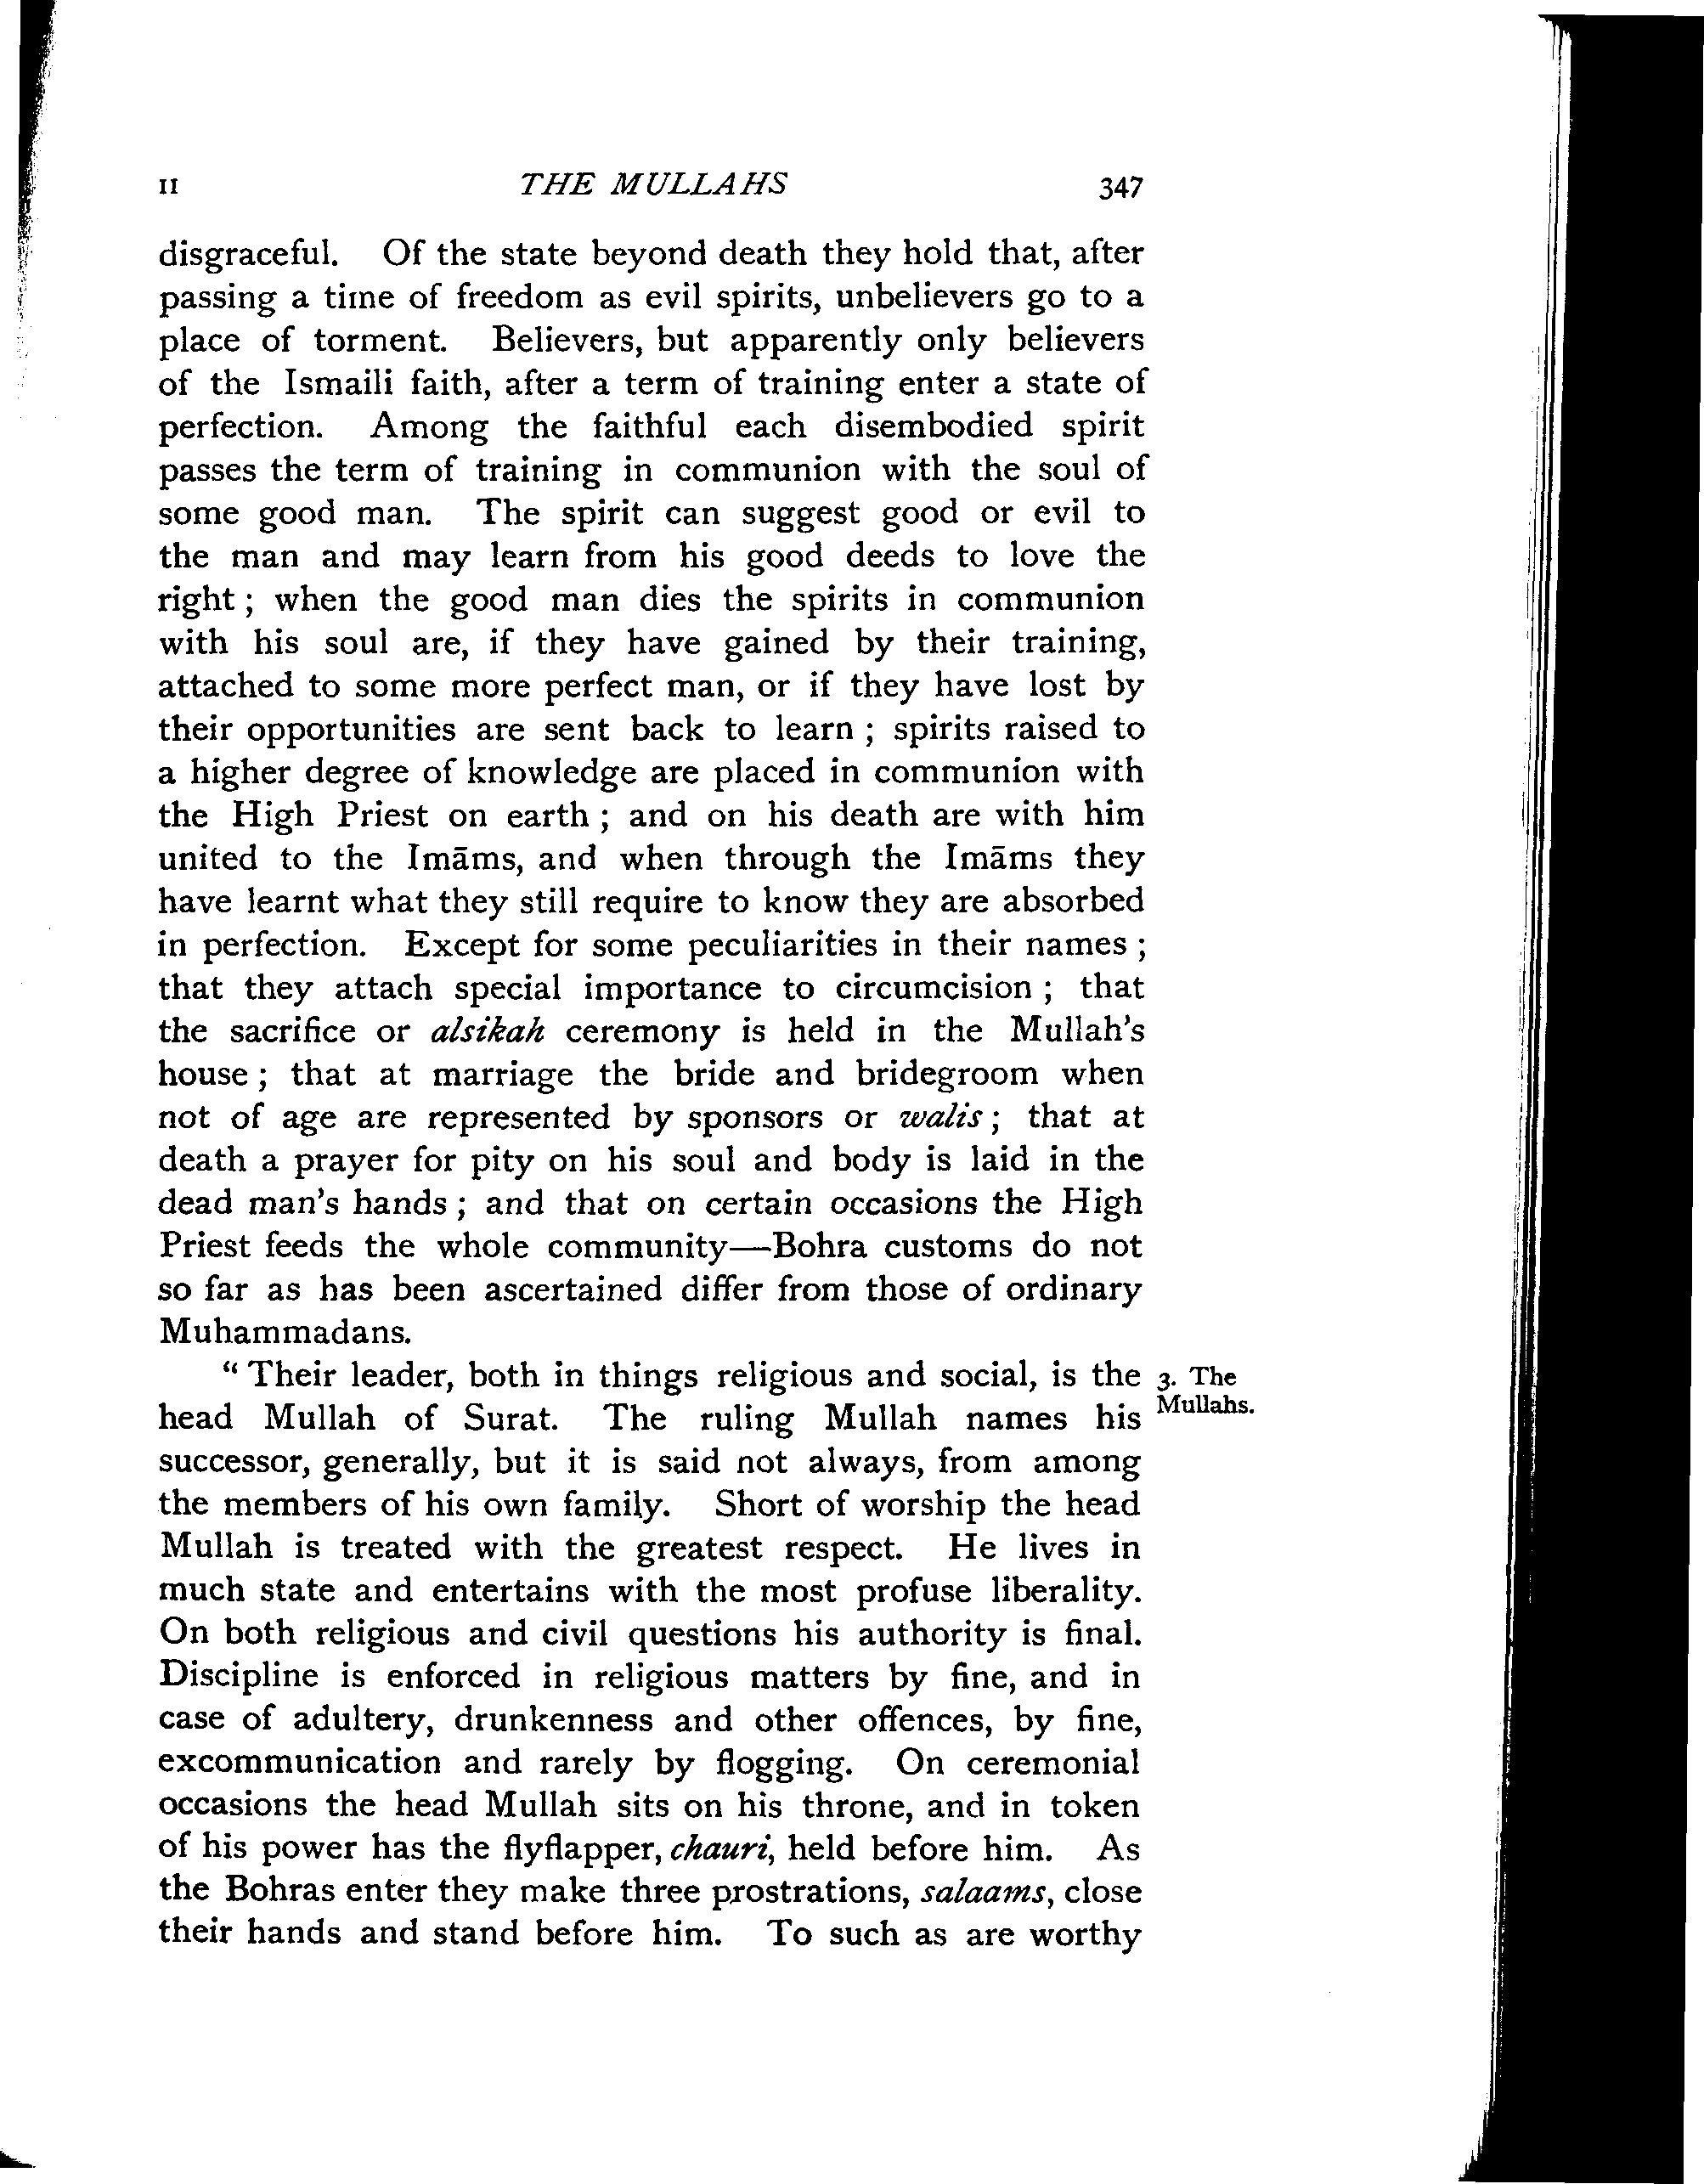 II THE MULLAHS 347
disgraceful. Of the state beyond death they hold that, after
passing a time of freedom as evil spirits, unbelievers go to a
place of torment. Believers, but apparently only believers
of the Ismaili faith, after a term of training enter a state of
perfection. Among the faithful each disembodied spirit
passes the term of training in communion with the soul of
some good man. The spirit can suggest good or evil to
the man and may learn from his good deeds to love the
right ; when the good man dies the spirits in communion
with his soul are, if they have gained by their training,
attached to some more perfect man, or if they have lost by
their opportunities are sent back to learn ; spirits raised to
a higher degree of knowledge are placed in communion with
the High Priest on earth ; and on his death are with him
united to the Imāms, and when through the Imāms they
have learnt what they still require to know they are absorbed
in perfection. Except for some peculiarities in their names ;
that they attach special importance to circumcision ; that
the sacrifice or alsikah ceremony is held in the Mullah's
house ; that at marriage the bride and bridegroom when
not of age are represented by sponsors or walis ; that at
death a prayer for pity on his soul and body is laid in the
dead man's hands ; and that on certain occasions the High
Priest feeds the whole community—Bohra customs do not
so far as has been ascertained differ from those of ordinary
Muhammadans.
“ Their leader, both in things religious and social, is the
3. The
Mullahs.
head Mullah of Surat. The ruling Mullah names his
successor, generally, but it is said not always, from among
the members of his own family. Short of worship the head
Mullah is treated with the greatest respect. He lives in
much state and entertains with the most profuse liberality.
On both religious and civil questions his authority is final.
Discipline is enforced in religious matters by fine, and in
case of adultery, drunkenness and other offences, by fine,
excommunication and rarely by flogging. On ceremonial
occasions the head Mullah sits on his throne, and in token
of his power has the flyflapper, chauri, held before him. As
the Bohras enter they make three prostrations, salaams, close
their hands and stand before him. To such as are worthy